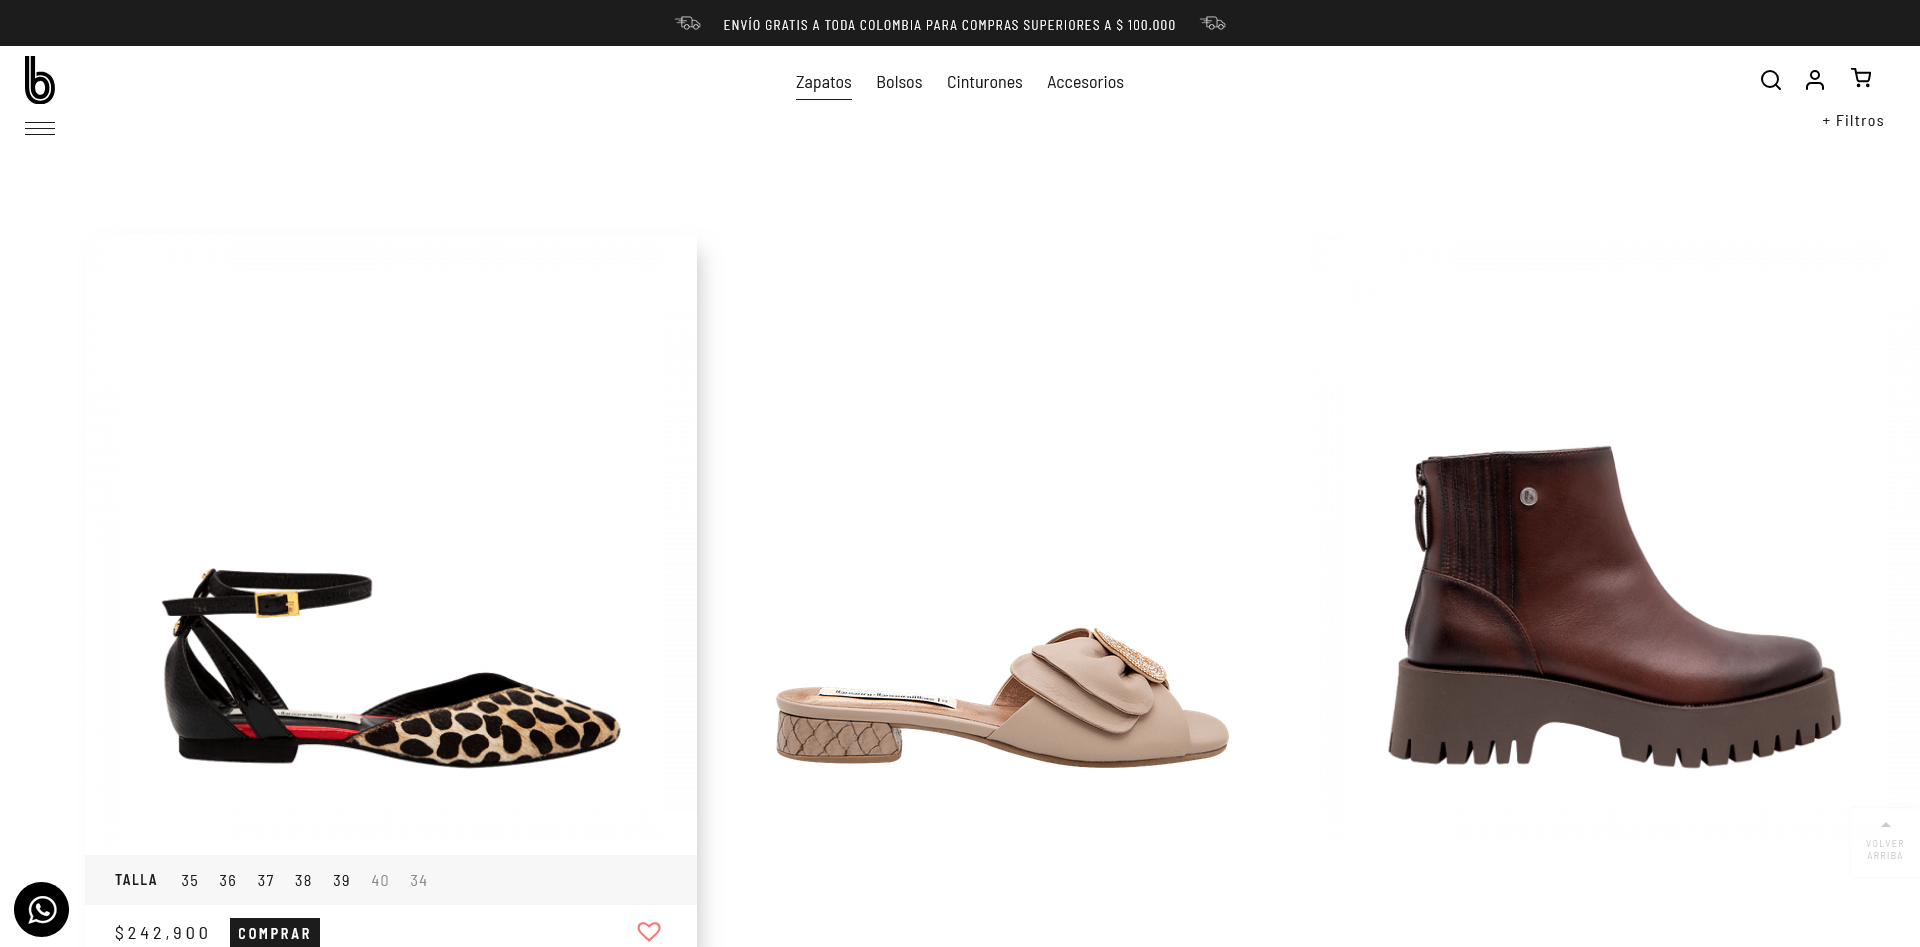 ENVÍO GRATIS A TODA COLOMBIA PARA COMPRAS SUPERIORES A $ 100.000
b
Zapatos Bolsos Cinturones Accesorios
+ Filtros
b
VOLVER
ARRIBA
TALLA 35 36 37 38 39 40 34
$242,900 COMPRAR